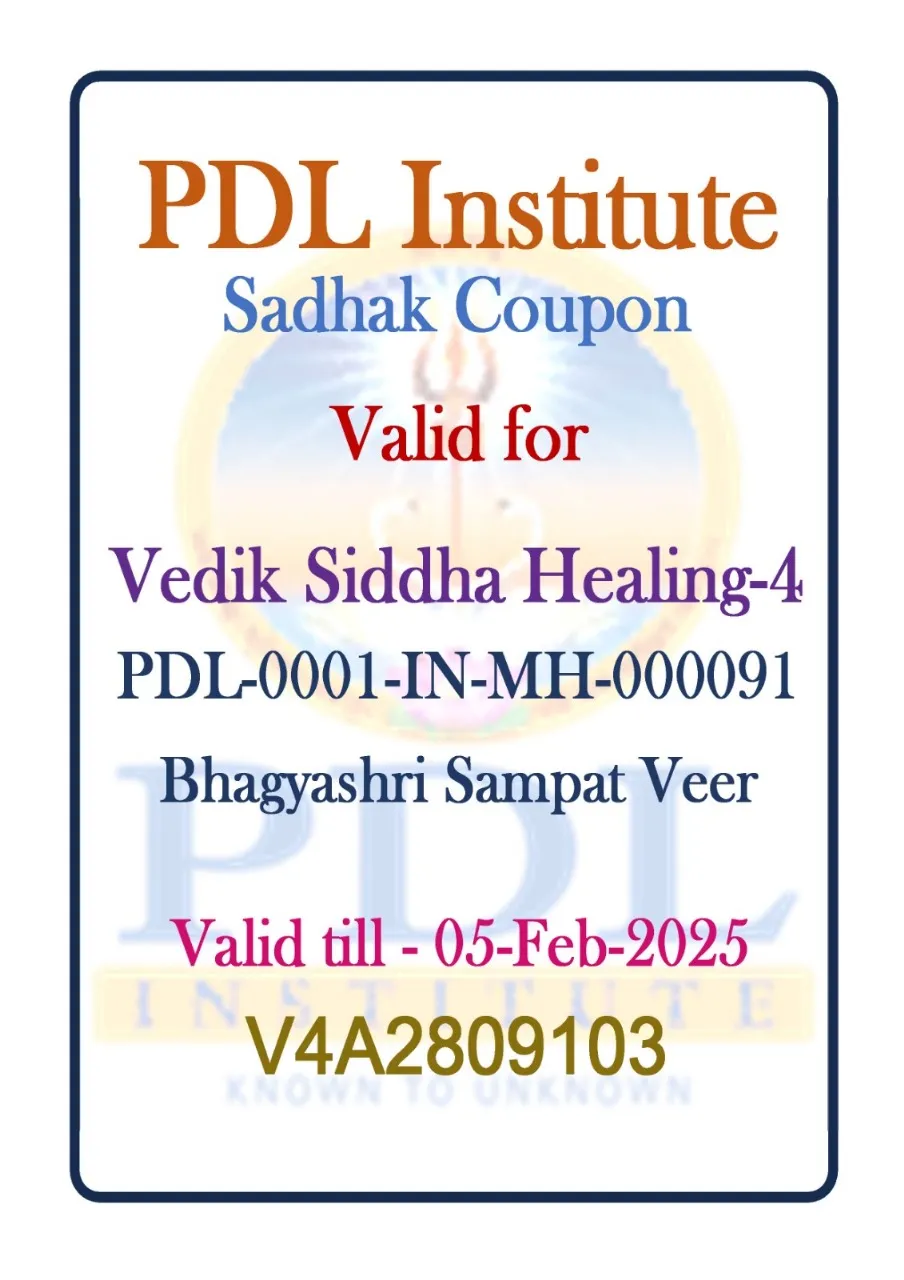 PDL Institute
Sadhak Coupon
Valid for
Vedik Siddha Healing-4
PDL-0001-IN-MH-000091
Bhagyashri Sampat Veer
PDL
Valid till - 05-Feb-2025
INSTITUTE
V4A2809103
KNOWN TO UNKNOWN